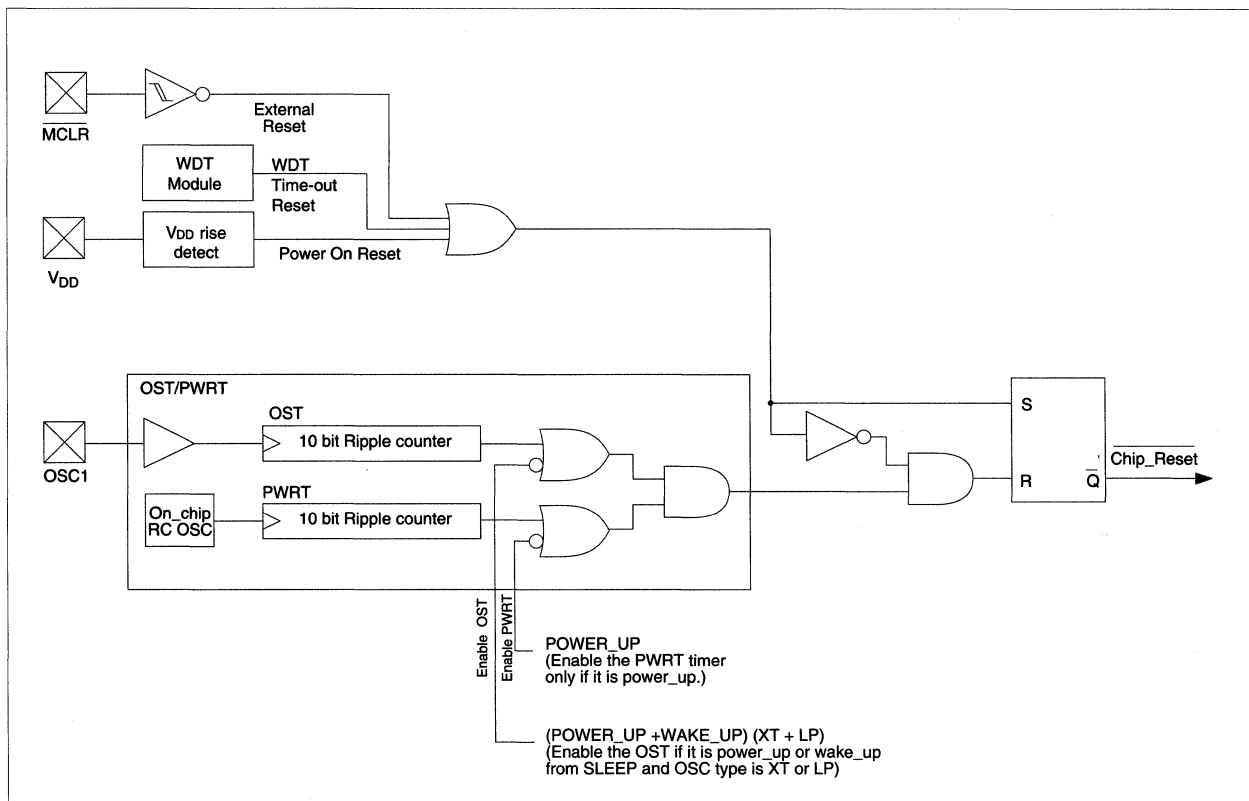 MCLR
External
Reset
WDT
Module
WDT
Time-out
Reset
VDD
VDD rise
detect
Power On Reset
OST/PWRT
OST
10 bit Ripple counter
OSC1
PWRT
On_chip
RC OSC
10 bit Ripple counter
S
R
Q
Chip_Reset
Enable OST
Enable PWRT
POWER_UP
(Enable the PWRT timer
only if it is power_up.)
(POWER_UP +WAKE_UP) (XT + LP)
(Enable the OST if it is power_up or wake_up
from SLEEP and OSC type is XT or LP)